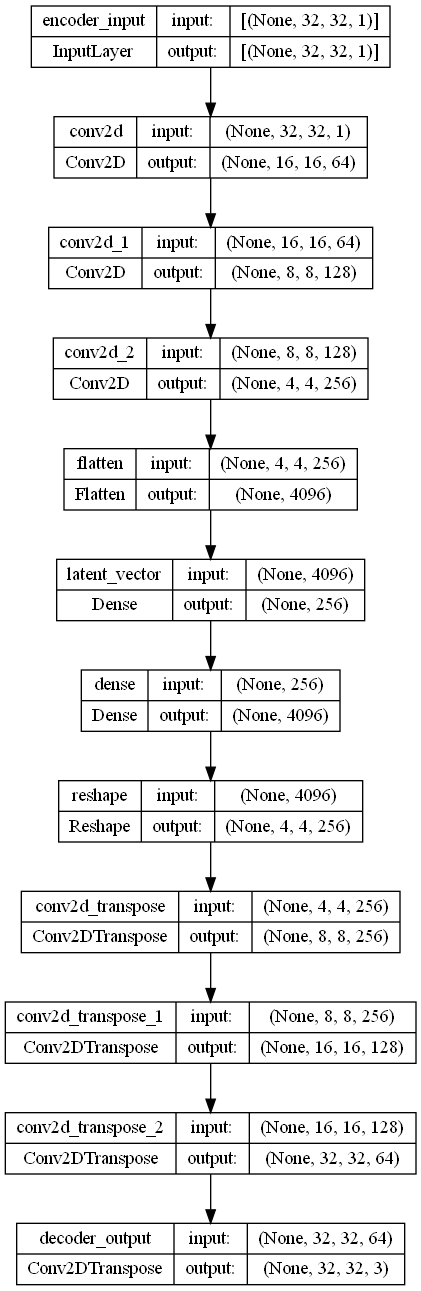 encoder_input input: [(None, 32, 32, 1)]
InputLayer output: [(None, 32, 32, 1)]
conv2d input: (None, 32, 32, 1)
Conv2D output: (None, 16, 16, 64)
conv2d_1 input: (None, 16, 16, 64)
Conv2D output: (None, 8, 8, 128)
conv2d_2 input: (None, 8, 8, 128)
Conv2D output: (None, 4, 4, 256)
flatten input: (None, 4, 4, 256)
Flatten output: (None, 4096)
latent_vector input: (None, 4096)
Dense output: (None, 256)
dense input: (None, 256)
Dense output: (None, 4096)
reshape input: (None, 4096)
Reshape output: (None, 4, 4, 256)
conv2d_transpose input: (None, 4, 4, 256)
Conv2DTranspose output: (None, 8, 8, 256)
conv2d_transpose_1 input: (None, 8, 8, 256)
Conv2DTranspose output: (None, 16, 16, 128)
conv2d_transpose_2 input: (None, 16, 16, 128)
Conv2DTranspose output: (None, 32, 32, 64)
decoder_output input: (None, 32, 32, 64)
Conv2DTranspose output: (None, 32, 32, 3)